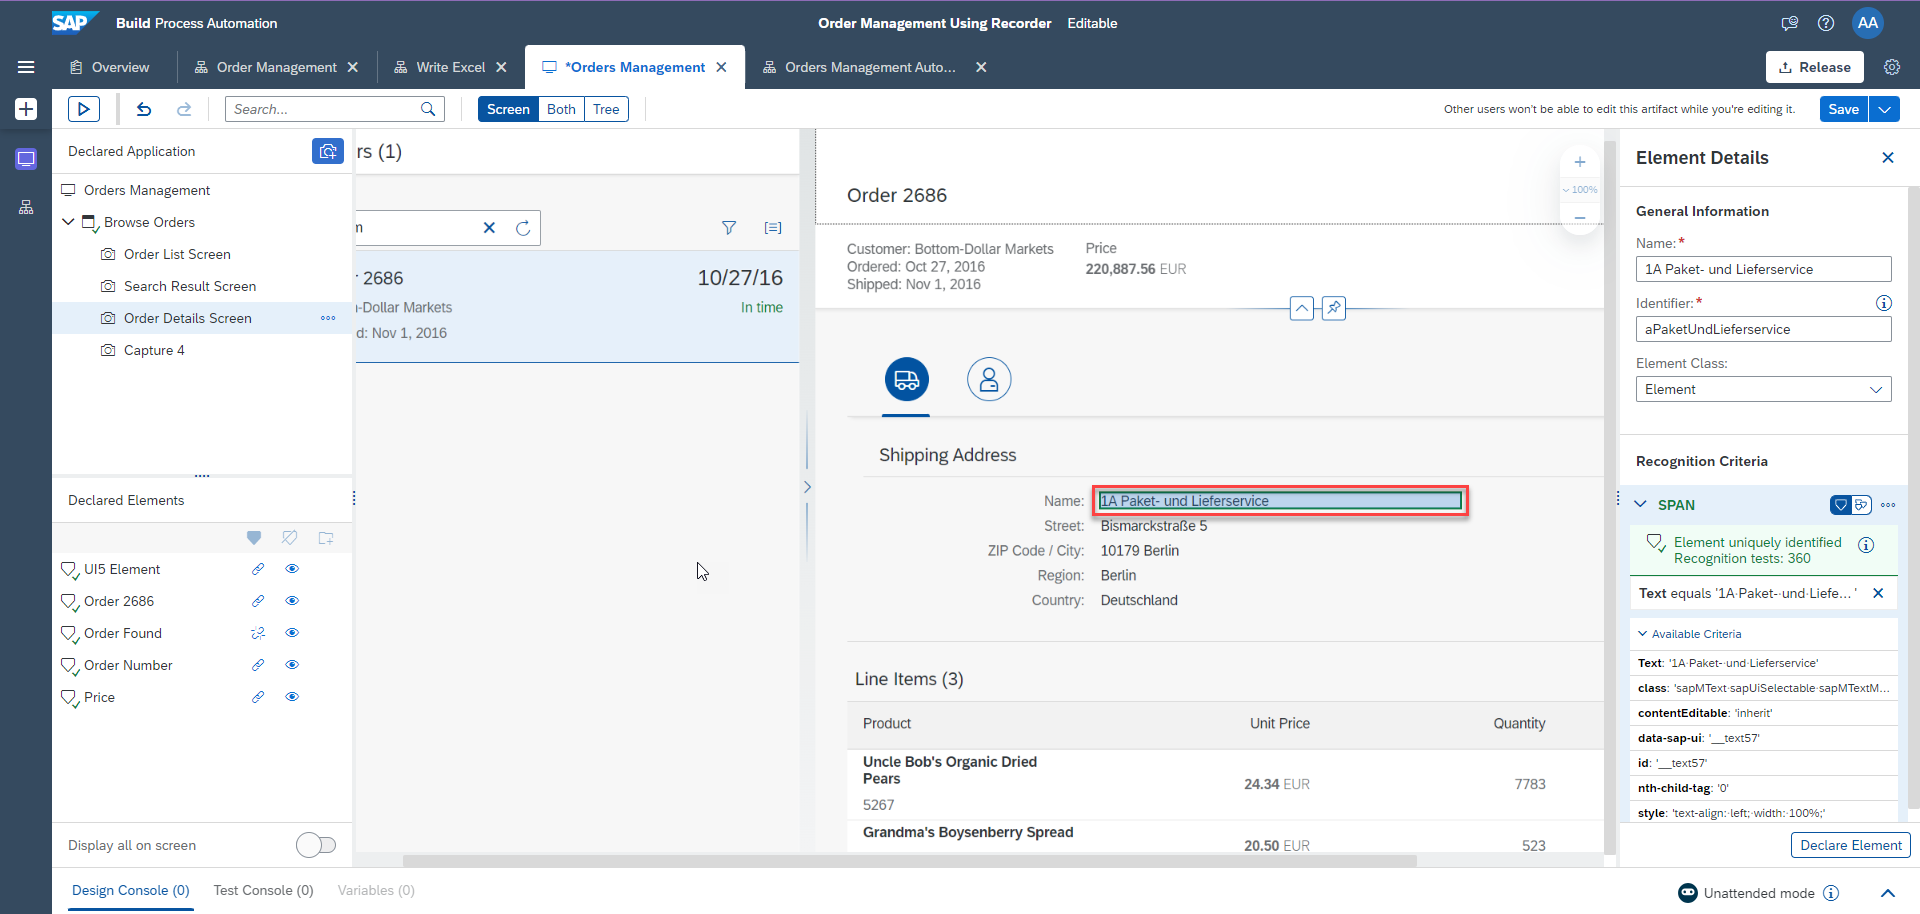 SAP Build Process Automation
Order Management Using Recorder Editable
AA
Overview
Order Management
Write Excel
*Orders Management
Orders Management Auto...
Release
Search...
Screen Both Tree
Other users won't be able to edit this artifact while you're editing it.
Save
Declared Application
Orders Management
Browse Orders
Order List Screen
Search Result Screen
Order Details Screen
Capture 4
Declared Elements
UI5 Element
Order 2686
Order Found
Order Number
Price
Display all on screen
rs (1)
n
r 2686
10/27/16
-Dollar Markets
In time
d: Nov 1, 2016
Order 2686
100%
Customer: Bottom-Dollar Markets
Ordered: Oct 27, 2016
Shipped: Nov 1, 2016
Price
220,887.56 EUR
Shipping Address
Name: 1A Paket- und Lieferservice
Street: Bismarckstraße 5
ZIP Code / City: 10179 Berlin
Region: Berlin
Country: Deutschland
Line Items (3)
Product Unit Price Quantity
Uncle Bob's Organic Dried
Pears
5267
24.34 EUR
7783
Grandma's Boysenberry Spread
20.50 EUR
523
Element Details
General Information
Name:*
1A Paket- und Lieferservice
Identifier:*
aPaketUndLieferservice
Element Class:
Element
Recognition Criteria
SPAN
Element uniquely identified
Recognition tests: 360
Text equals '1A·Paket-·und·Liefe... '
Available Criteria
Text: '1A·Paket-·und·Lieferservice'
class: 'sapMText·sapUiSelectable·sapMTextM...
contentEditable: 'inherit'
data-sap-ui: '__text57'
id: '__text57'
nth-child-tag: '0'
style: 'text-align:·left;·width:·100%;'
Declare Element
Design Console (0)
Test Console (0)
Variables (0)
Unattended mode